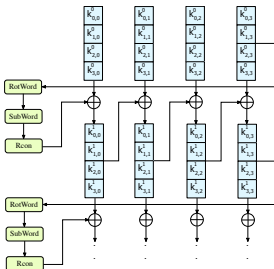 k⁰₀,₀ k⁰₀,₁ k⁰₀,₂ k⁰₀,₃
k⁰₁,₀ k⁰₁,₁ k⁰₁,₂ k⁰₁,₃
k⁰₂,₀ k⁰₂,₁ k⁰₂,₂ k⁰₂,₃
k⁰₃,₀ k⁰₃,₁ k⁰₃,₂ k⁰₃,₃
RotWord
SubWord
Rcon
k¹₀,₀ k¹₀,₁ k¹₀,₂ k¹₀,₃
k¹₁,₀ k¹₁,₁ k¹₁,₂ k¹₁,₃
k¹₂,₀ k¹₂,₁ k¹₂,₂ k¹₂,₃
k¹₃,₀ k¹₃,₁ k¹₃,₂ k¹₃,₃
RotWord
SubWord
Rcon